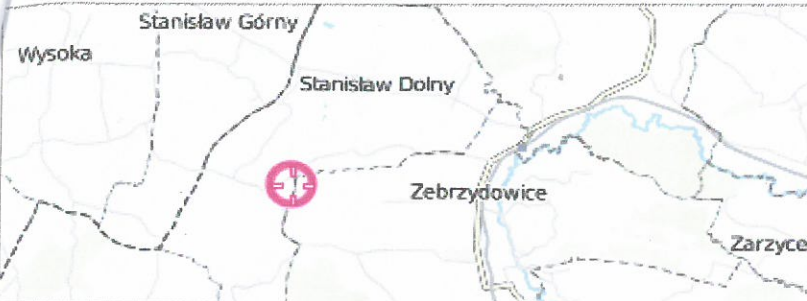 Stanisław Górny
Wysoka
Stanisław Dolny
Zebrzydowice
Zarzyce